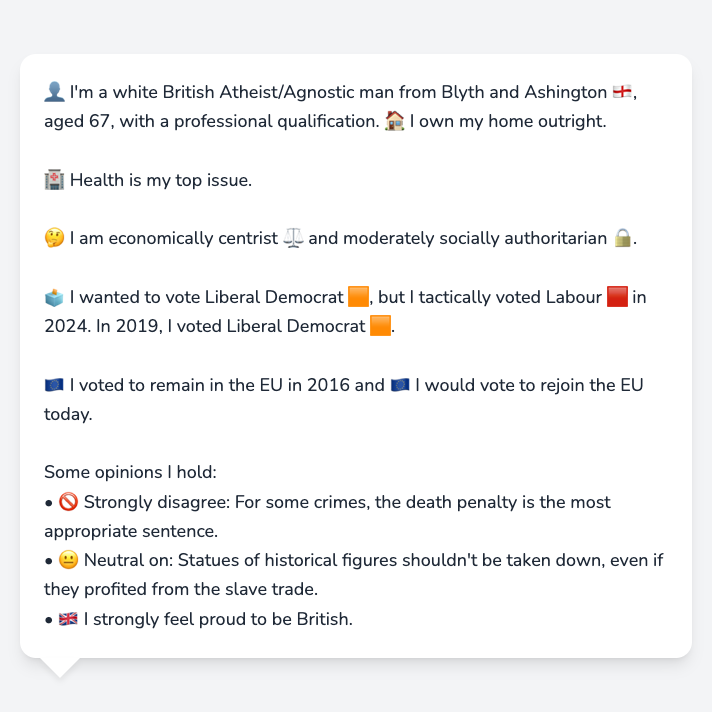 👤 I'm a white British Atheist/Agnostic man from Blyth and Ashington 🏴󠁧󠁢󠁥󠁮󠁧󠁿,
aged 67, with a professional qualification. 🏠 I own my home outright.
🏥 Health is my top issue.
🤔 I am economically centrist ⚖️ and moderately socially authoritarian 🔒.
🗳️ I wanted to vote Liberal Democrat 🟧, but I tactically voted Labour 🟥 in
2024. In 2019, I voted Liberal Democrat 🟧.
🇪🇺 I voted to remain in the EU in 2016 and 🇪🇺 I would vote to rejoin the EU
today.
Some opinions I hold:
• 🚫 Strongly disagree: For some crimes, the death penalty is the most
appropriate sentence.
• 😐 Neutral on: Statues of historical figures shouldn't be taken down, even if
they profited from the slave trade.
• 🇬🇧 I strongly feel proud to be British.